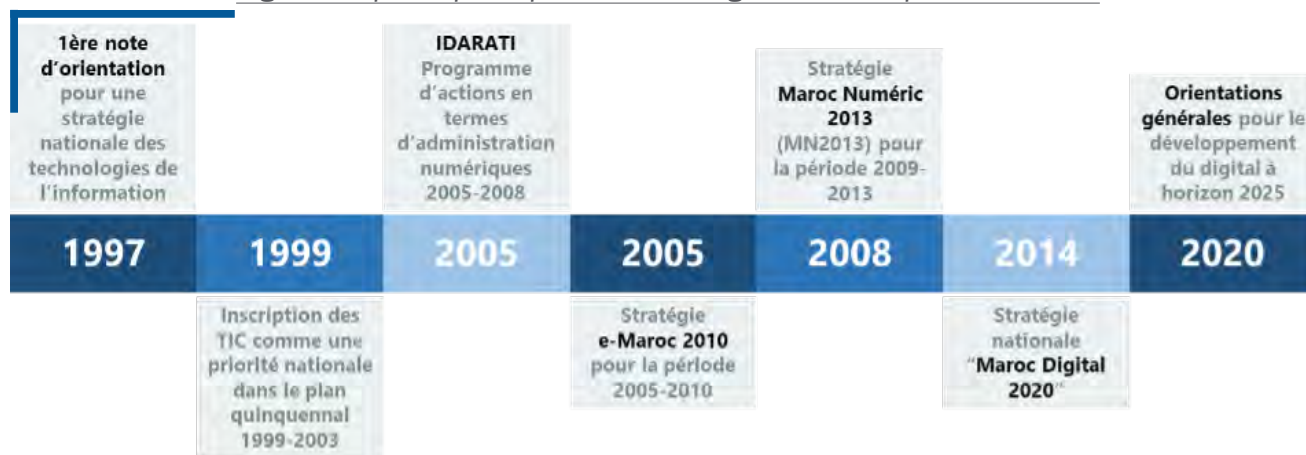 1ère note
d'orientation
pour une
stratégie
nationale des
technologies de
l'information
IDARATI
Programme
d'actions en
termes
d'administration
numériques
2005-2008
Stratégie
Maroc Numéric
2013
(MN2013) pour
la période 2009-
2013
Orientations
générales pour le
développement
du digital à
horizon 2025
1997
1999
2005
2005
2008
2014
2020
Inscription des
TIC comme une
priorité nationale
dans le plan
quinquennal
1999-2003
Stratégie
e-Maroc 2010
pour la période
2005-2010
Stratégie
nationale
"Maroc Digital
2020"